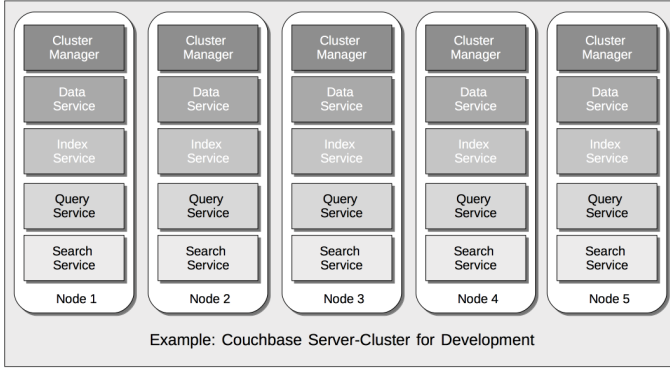 Cluster
Manager
Data
Service
Index
Service
Query
Service
Search
Service
Node 1
Cluster
Manager
Data
Service
Index
Service
Query
Service
Search
Service
Node 2
Cluster
Manager
Data
Service
Index
Service
Query
Service
Search
Service
Node 3
Cluster
Manager
Data
Service
Index
Service
Query
Service
Search
Service
Node 4
Cluster
Manager
Data
Service
Index
Service
Query
Service
Search
Service
Node 5
Example: Couchbase Server-Cluster for Development